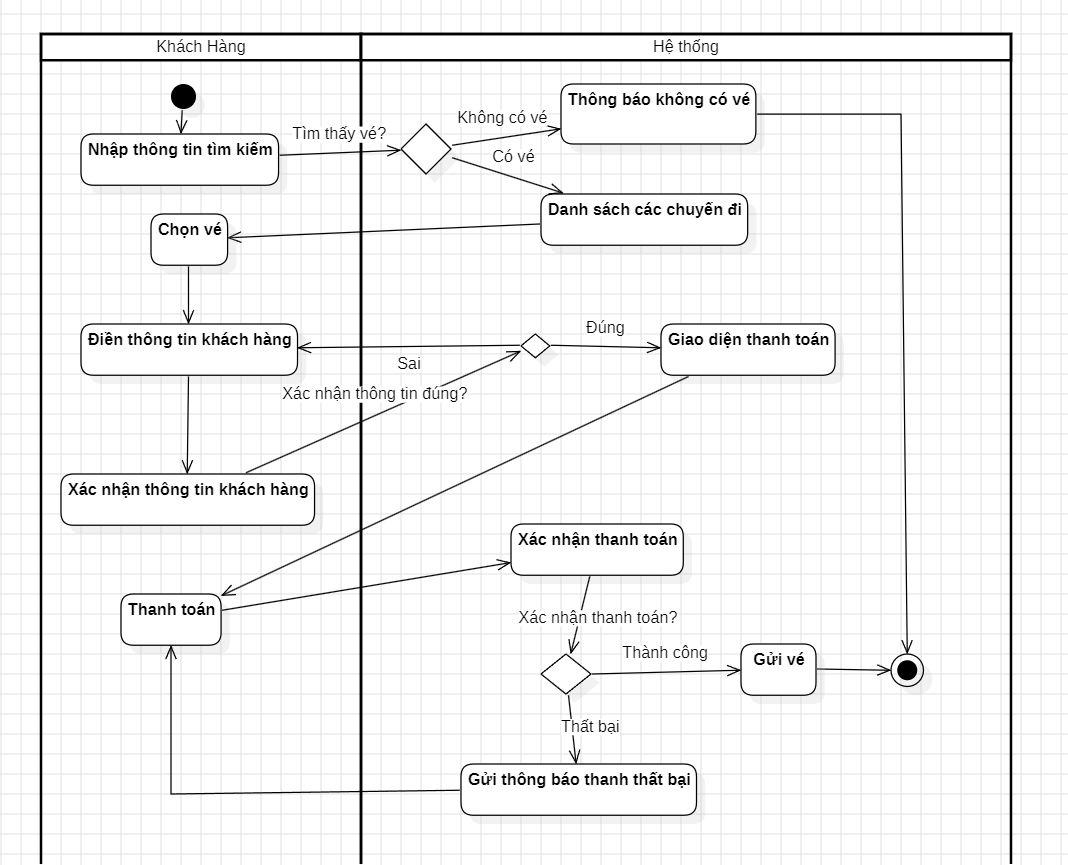 Khách Hàng
Hệ thống
Thông báo không có vé
Không có vé
Tìm thấy vé?
Nhập thông tin tìm kiếm
Có vé
Danh sách các chuyến đi
Chọn vé
Đúng
Điền thông tin khách hàng
Giao diện thanh toán
Sai
Xác nhận thông tin đúng?
Xác nhận thông tin khách hàng
Xác nhận thanh toán
Thanh toán
Xác nhận thanh toán?
Thành công
Gửi vé
Thất bại
Gửi thông báo thanh thất bại